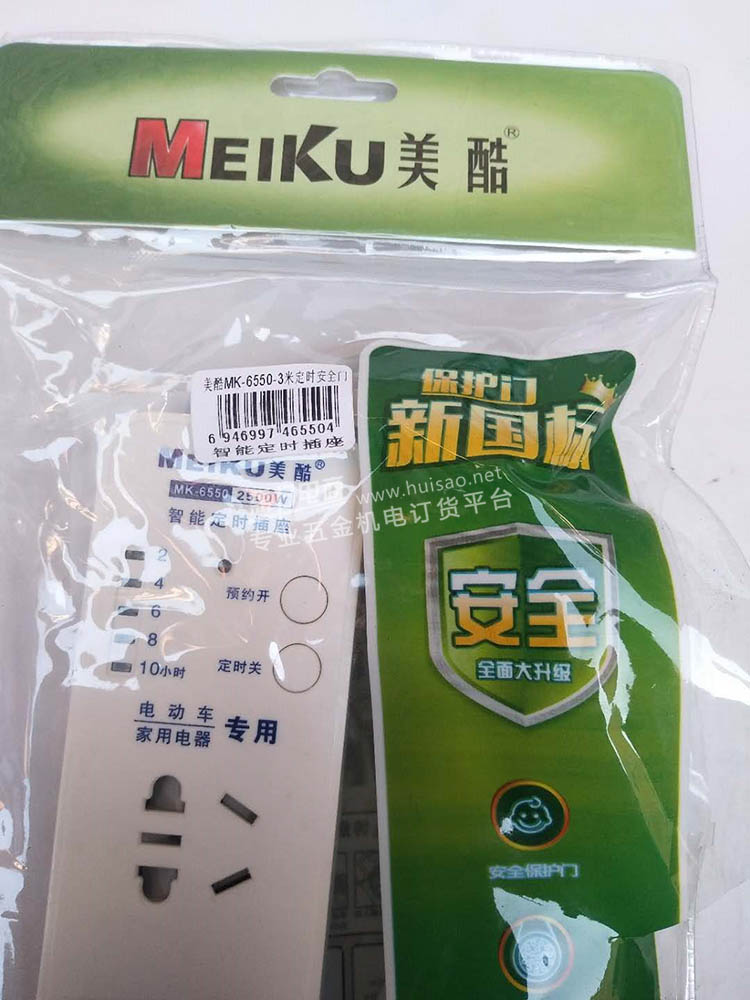 MEIKU美酷®
美酷MK-6550-3米定时安全门
6 946997 465504
智能定时插座
MEIKU美酷®
MK-6550 2500W
智能定时插座
2
4
预约开
6
8
定时关
10小时
电动车
家用电器
专用
保护门
新国标
安全
全面大升级
安全保护门
www.huisao.net
专业五金机电订货平台